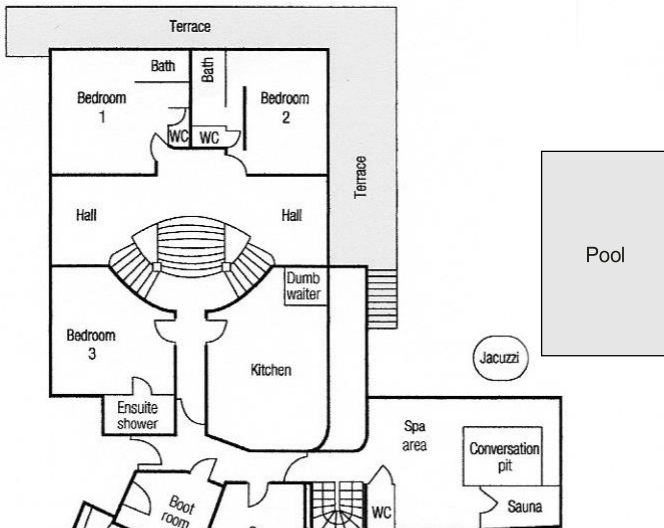 Terrace
Bath
Bath
Bedroom
1
Bedroom
2
WC
WC
Terrace
Hall
Hall
Pool
Dumb
waiter
Bedroom
3
Kitchen
Jacuzzi
Ensuite
shower
Spa
area
Conversation
pit
Boot
room
WC
Sauna